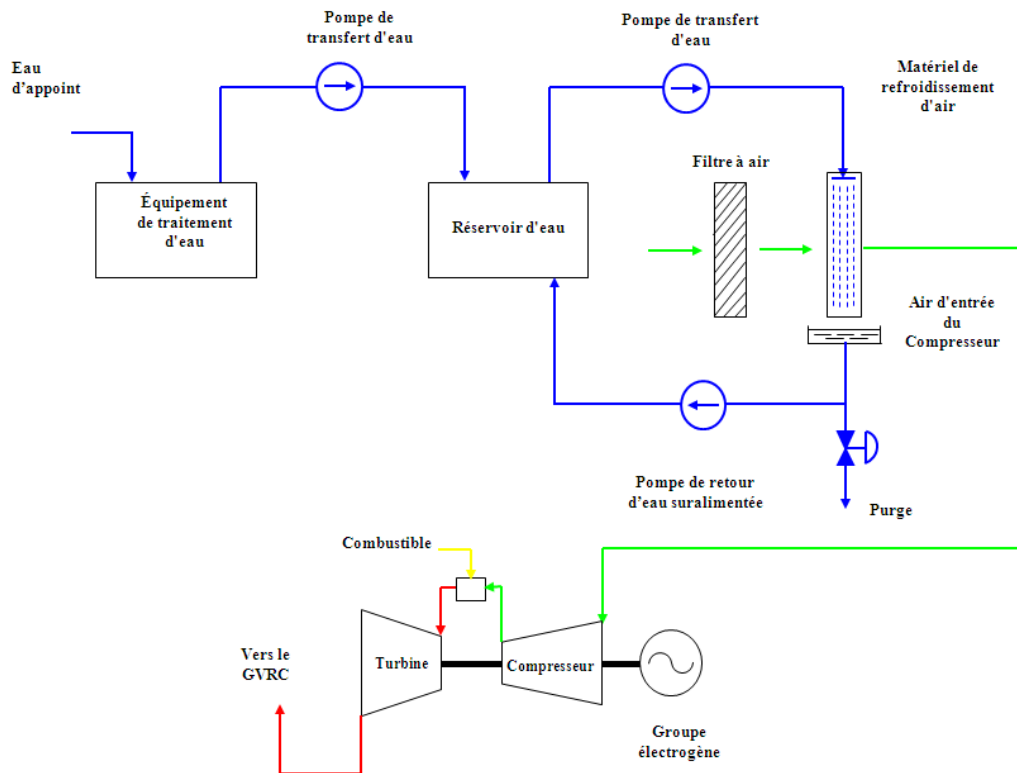 Pompe de
transfert d'eau
Pompe de transfert
d'eau
Eau
d'appoint
Matériel de
refroidissement
d'air
Filtre à air
Équipement
de traitement
d'eau
Réservoir d'eau
Air d'entrée
du
Compresseur
Pompe de retour
d'eau suralimentée
Purge
Combustible
Vers le
GVRC
Turbine
Compresseur
Groupe
électrogène